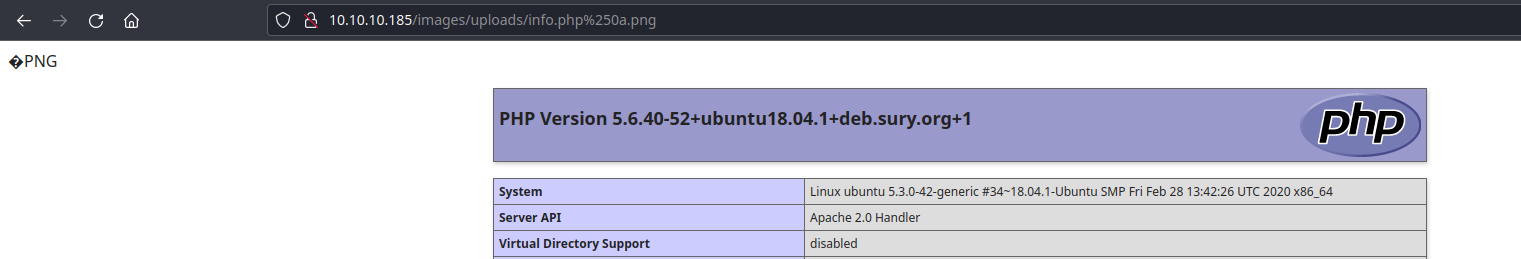 10.10.10.185/images/uploads/info.php%250a.png
�PNG
PHP Version 5.6.40-52+ubuntu18.04.1+deb.sury.org+1
php
System Linux ubuntu 5.3.0-42-generic #34~18.04.1-Ubuntu SMP Fri Feb 28 13:42:26 UTC 2020 x86_64
Server API Apache 2.0 Handler
Virtual Directory Support disabled